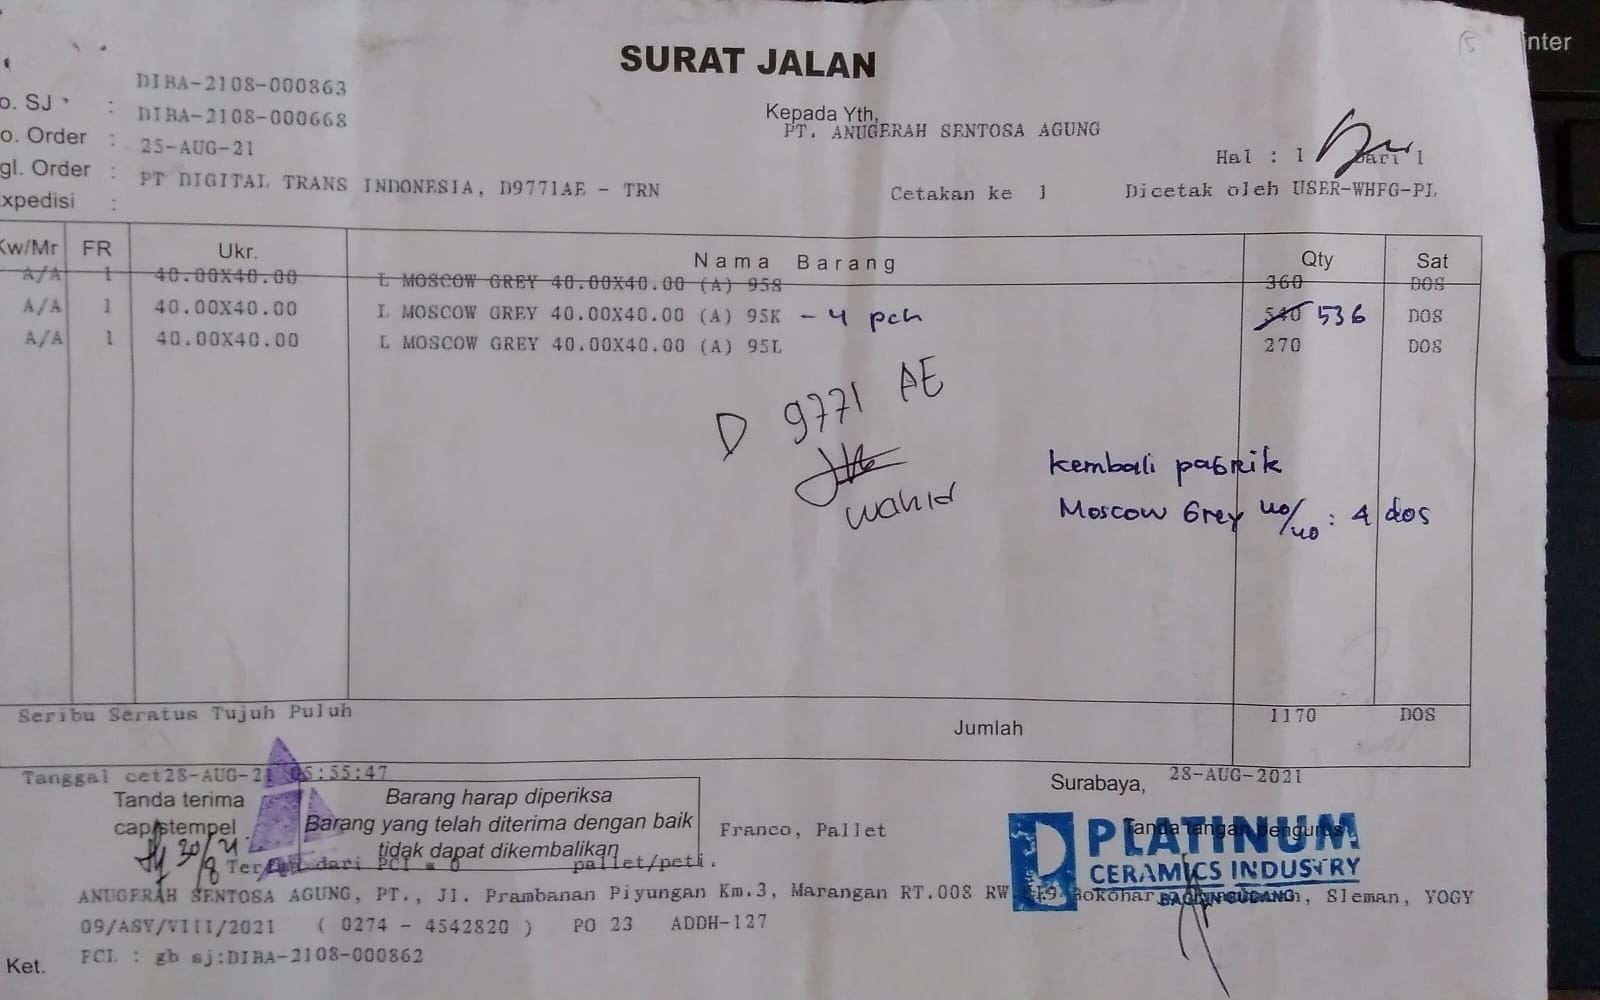 SURAT JALAN
o. SJ : DIBA-2108-000863
o. Order : DIBA-2108-000668
gl. Order : 25-AUG-21
xpedisi : PT DIGITAL TRANS INDONESIA, D9771AE - TRN
Kepada Yth,
PT. ANUGERAH SENTOSA AGUNG
Hal : 1 dari 1
Cetakan ke 1 Dicetak oleh USER-WHFG-PL
Kw/Mr FR Ukr. Nama Barang Qty Sat
A/A 1 40.00X40.00 L MOSCOW GREY 40.00X40.00 (A) 95S 360 DOS
A/A 1 40.00X40.00 L MOSCOW GREY 40.00X40.00 (A) 95K - 4 pch 540 536 DOS
A/A 1 40.00X40.00 L MOSCOW GREY 40.00X40.00 (A) 95L 270 DOS
D 9771 AE
wahid
Kembali pabrik
Moscow Grey 40/40 : 4 dos
Seribu Seratus Tujuh Puluh Jumlah 1170 DOS
Tanggal cet28-AUG-21 05:55:47
Surabaya, 28-AUG-2021
Tanda terima
cap/stempel
30/8 21
Barang harap diperiksa
Barang yang telah diterima dengan baik
tidak dapat dikembalikan
Franco, Pallet
Tanda tangan pengurus
PLATINUM
CERAMICS INDUSTRY
BAGIAN GUDANG
dari PCI = 0 pallet/peti.
ANUGERAH SENTOSA AGUNG, PT., Jl. Prambanan Piyungan Km.3, Marangan RT.008 RW Sleman, YOGY
09/ASY/VIII/2021 ( 0274 - 4542820 ) PO 23 ADDH-127
Ket. FCL : gb sj:DIBA-2108-000862
nter